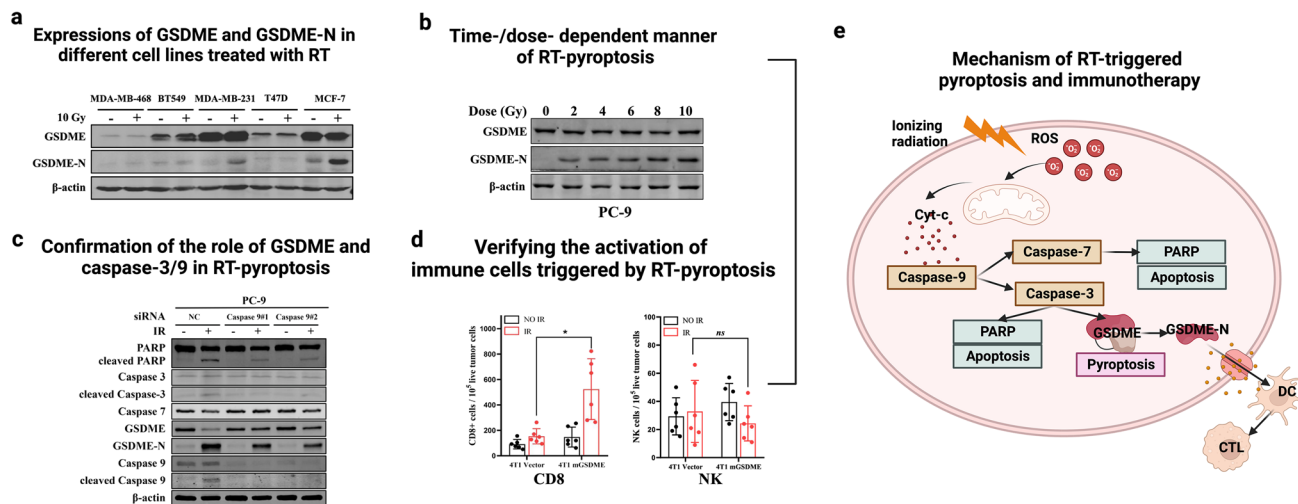 a
Expressions of GSDME and GSDME-N in
different cell lines treated with RT
MDA-MB-468 BT549 MDA-MB-231 T47D MCF-7
10 Gy - + - + - + - + - +
GSDME
GSDME-N
β-actin
b
Time-/dose- dependent manner
of RT-pyroptosis
Dose (Gy) 0 2 4 6 8 10
GSDME
GSDME-N
β-actin
PC-9
c
Confirmation of the role of GSDME and
caspase-3/9 in RT-pyroptosis
PC-9
siRNA NC Caspase 9#1 Caspase 9#2
IR - + - + - +
PARP
cleaved PARP
Caspase 3
cleaved Caspase-3
Caspase 7
GSDME
GSDME-N
Caspase 9
cleaved Caspase 9
β-actin
d
Verifying the activation of
immune cells triggered by RT-pyroptosis
CD8+ cells / 10⁵ live tumor cells
1000
800
600
400
200
0
NO IR
IR
*
4T1 Vector 4T1 mGSDME
CD8
NK cells / 10⁵ live tumor cells
100
80
60
40
20
0
NO IR
IR
ns
4T1 Vector 4T1 mGSDME
NK
e
Mechanism of RT-triggered
pyroptosis and immunotherapy
Ionizing
radiation
ROS
Cyt-c
Caspase-9
Caspase-7
Caspase-3
PARP
Apoptosis
PARP
Apoptosis
GSDME
GSDME-N
Pyroptosis
DC
CTL